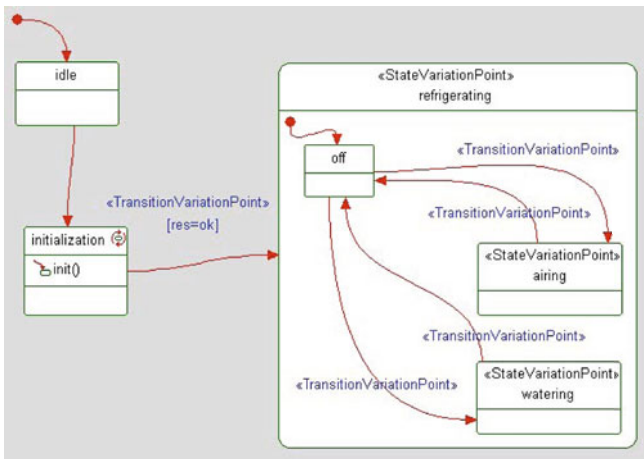 idle
«StateVariationPoint»
refrigerating
off
«TransitionVariationPoint»
«TransitionVariationPoint»
[res=ok]
«TransitionVariationPoint»
initialization
init()
«StateVariationPoint»
airing
«TransitionVariationPoint»
«StateVariationPoint»
watering
«TransitionVariationPoint»